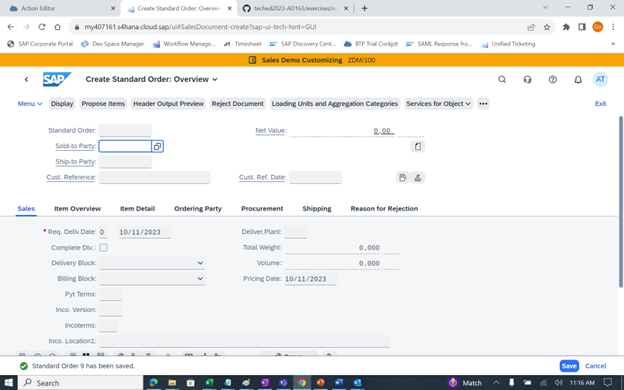 Action Editor
Create Standard Order: Overview
teched2023-AD163/exercises/e
my407161.s4hana.cloud.sap/ui#SalesDocument-create?sap-ui-tech-hint=GUI
SAP Corporate Portal
Dev Space Manager
Workflow Manage...
Timesheet
SAP Discovery Cent...
BTP Trial Cockpit
SAML Response fro...
Unified Ticketing
Sales Demo Customizing ZDM/100
SAP
Create Standard Order: Overview
AT
Menu
Display
Propose Items
Header Output Preview
Reject Document
Loading Units and Aggregation Categories
Services for Object
Exit
Standard Order:
Net Value: 0,00
Sold-to Party:
Ship-to Party:
Cust. Reference:
Cust. Ref. Date:
Sales
Item Overview
Item Detail
Ordering Party
Procurement
Shipping
Reason for Rejection
* Req. Deliv.Date: D 10/11/2023
Deliver.Plant:
Complete Dlv.:
Total Weight: 0,000
Delivery Block:
Volume: 0,000
Billing Block:
Pricing Date: 10/11/2023
Pyt Terms:
Inco. Version:
Incoterms:
Inco. Location1:
Standard Order 9 has been saved.
Save
Cancel
Search
Match
11:16 AM